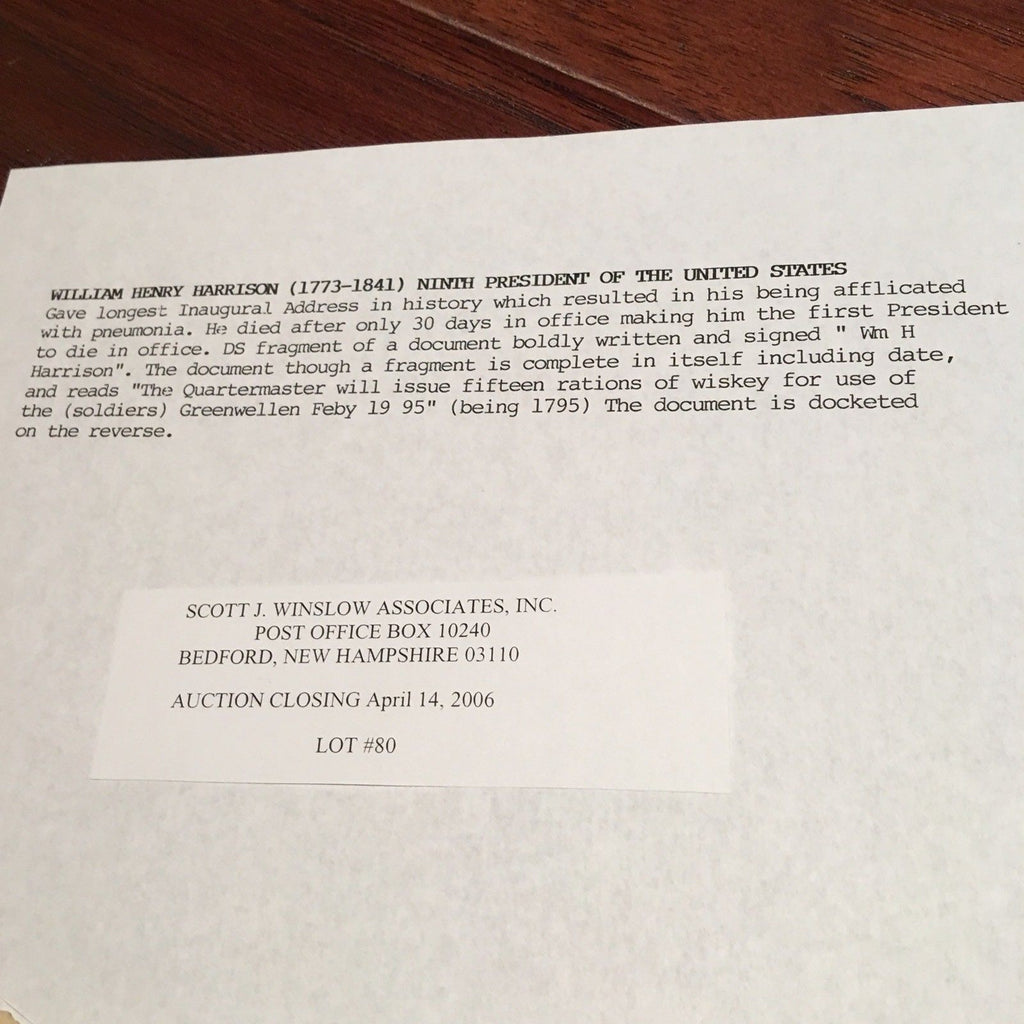 WILLIAM HENRY HARRISON (1773-1841) NINTH PRESIDENT OF THE UNITED STATES
Gave longest Inaugural Address in history which resulted in his being afflicated
with pneumonia. He died after only 30 days in office making him the first President
to die in office. DS fragment of a document boldly written and signed " Wm H
Harrison". The document though a fragment is complete in itself including date,
and reads "The Quartermaster will issue fifteen rations of wiskey for use of
the (soldiers) Greenwellen Feby 19 95" (being 1795) The document is docketed
on the reverse.
SCOTT J. WINSLOW ASSOCIATES, INC.
POST OFFICE BOX 10240
BEDFORD, NEW HAMPSHIRE 03110
AUCTION CLOSING April 14, 2006
LOT #80